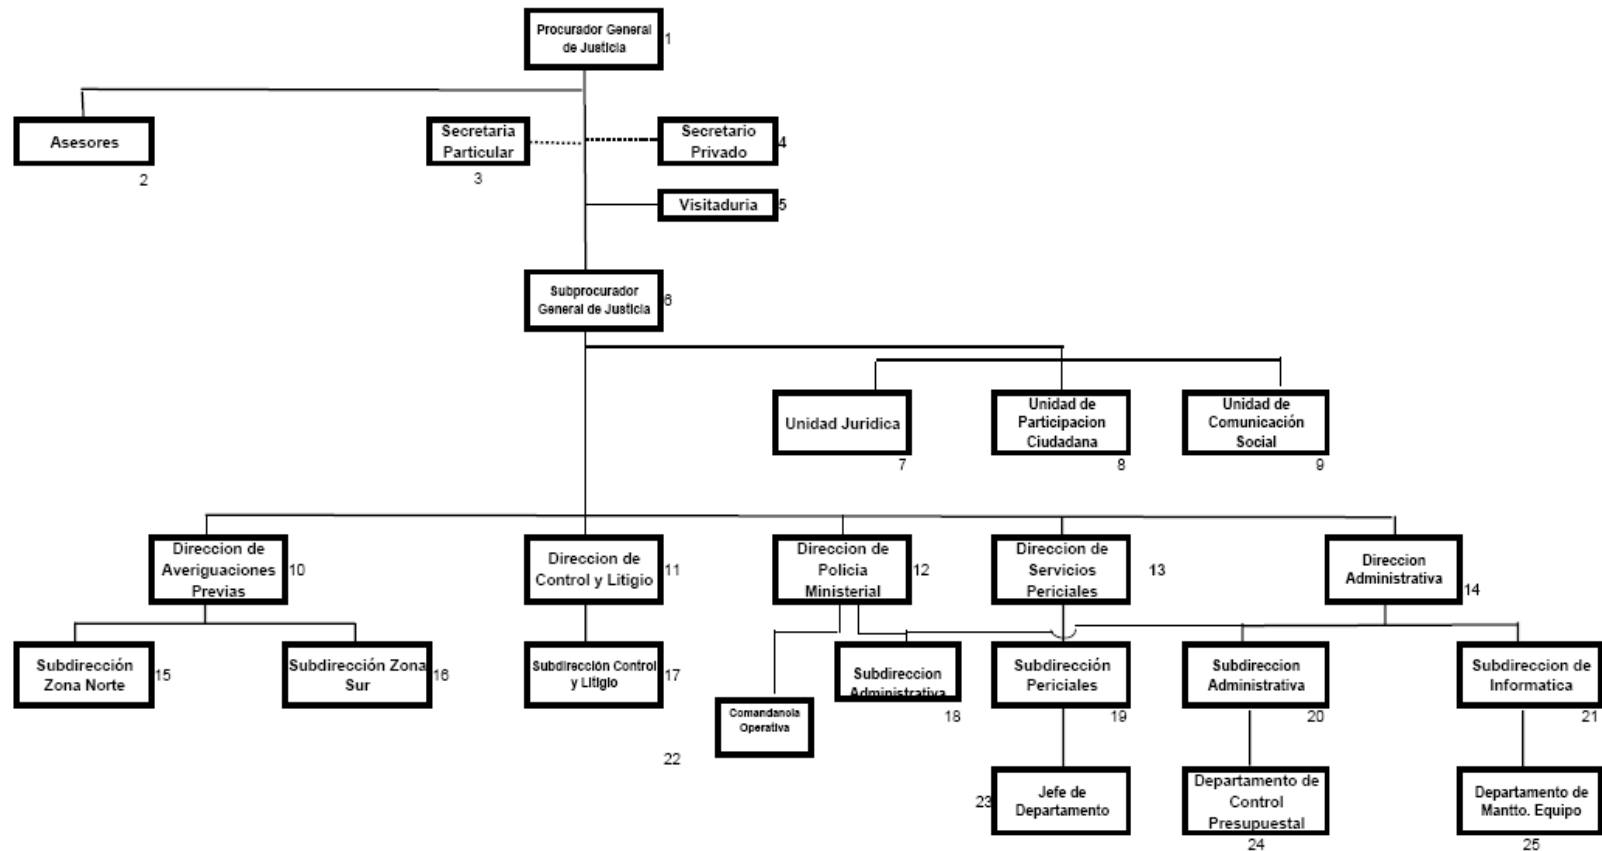 Procurador General
de Justicia
1
Asesores
2
Secretaria
Particular
3
Secretario
Privado
4
Visitaduria
5
Subprocurador
General de Justicia
6
Unidad Juridica
7
Unidad de
Participacion
Ciudadana
8
Unidad de
Comunicación
Social
9
Direccion de
Averiguaciones
Previas
10
Direccion de
Control y Litigio
11
Direccion de
Policia
Ministerial
12
Direccion de
Servicios
Periciales
13
Direccion
Administrativa
14
Subdirección
Zona Norte
15
Subdirección Zona
Sur
16
Subdirección Control
y Litigio
17
Subdireccion
Administrativa
18
Subdirección
Periciales
19
Subdireccion
Administrativa
20
Subdireccion de
Informatica
21
Comandancia
Operativa
22
Jefe de
Departamento
23
Departamento de
Control
Presupuestal
24
Departamento de
Mantto. Equipo
25